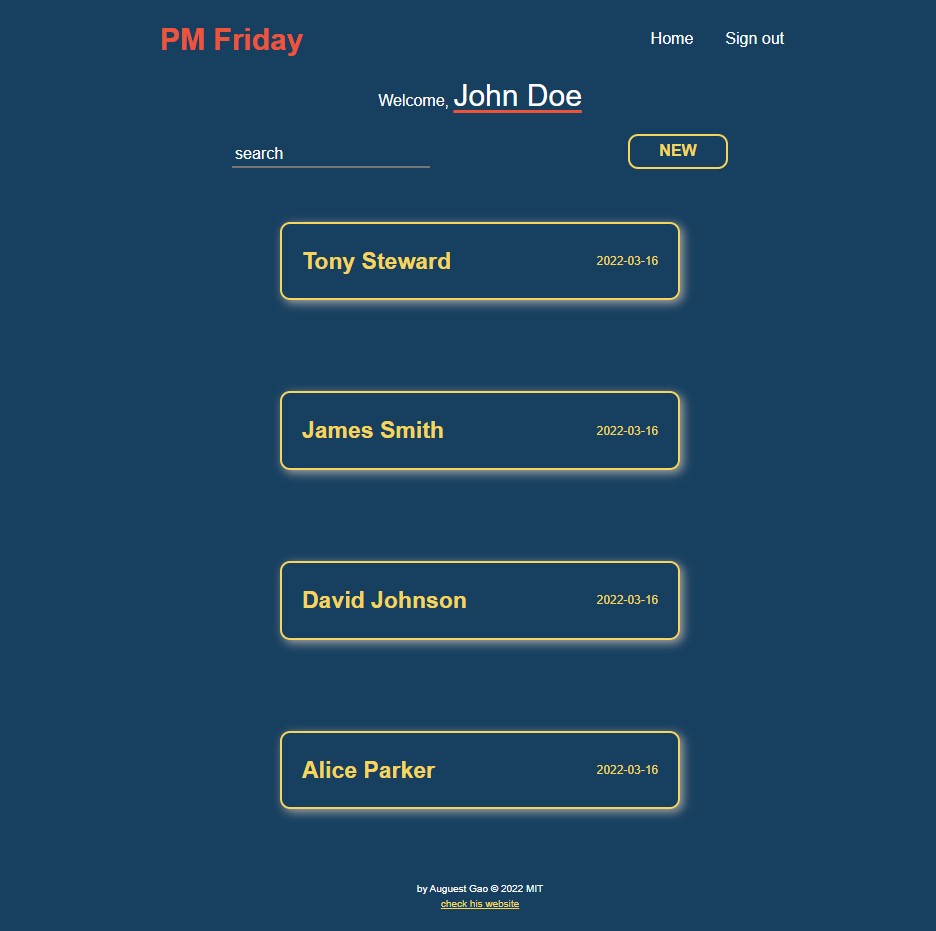 PM Friday Home Sign out
Welcome, John Doe
search NEW
Tony Steward 2022-03-16
James Smith 2022-03-16
David Johnson 2022-03-16
Alice Parker 2022-03-16
by Auguest Gao © 2022 MIT
check his website